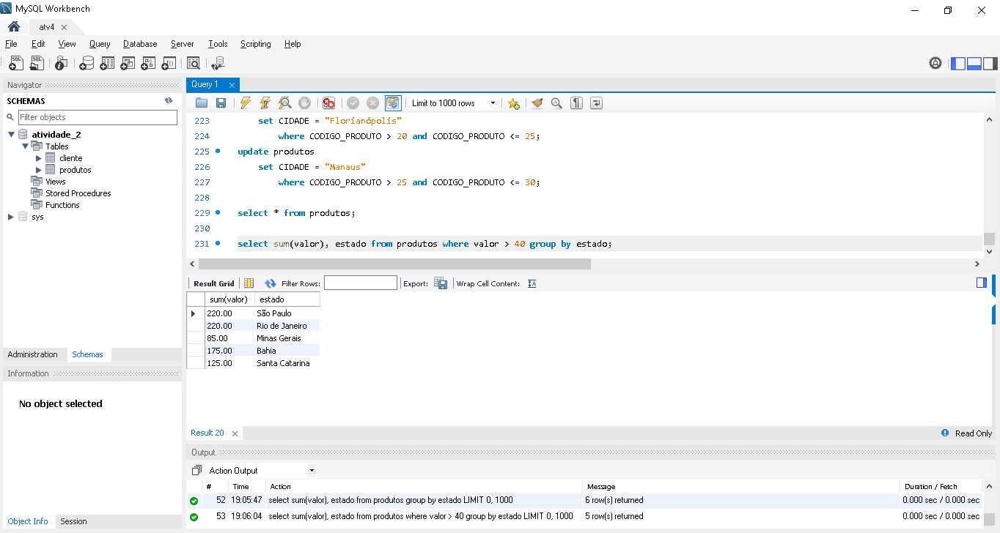 MySQL Workbench
atv4
File Edit View Query Database Server Tools Scripting Help
Navigator
SCHEMAS
Filter objects
atividade_2
Tables
cliente
produtos
Views
Stored Procedures
Functions
sys
Administration Schemas
Information
No object selected
Object Info Session
Query 1
Limit to 1000 rows
223 set CIDADE = "Florianópolis"
224 where CODIGO_PRODUTO > 20 and CODIGO_PRODUTO <= 25;
225 update produtos
226 set CIDADE = "Manaus"
227 where CODIGO_PRODUTO > 25 and CODIGO_PRODUTO <= 30;
228
229 select * from produtos;
230
231 select sum(valor), estado from produtos where valor > 40 group by estado;
Result Grid Filter Rows: Export: Wrap Cell Content:
sum(valor) estado
220.00 São Paulo
220.00 Rio de Janeiro
85.00 Minas Gerais
175.00 Bahia
125.00 Santa Catarina
Result 20 Read Only
Output
Action Output
# Time Action Message Duration / Fetch
52 19:05:47 select sum(valor), estado from produtos group by estado LIMIT 0, 1000 6 row(s) returned 0.000 sec / 0.000 sec
53 19:06:04 select sum(valor), estado from produtos where valor > 40 group by estado LIMIT 0, 1000 5 row(s) returned 0.000 sec / 0.000 sec